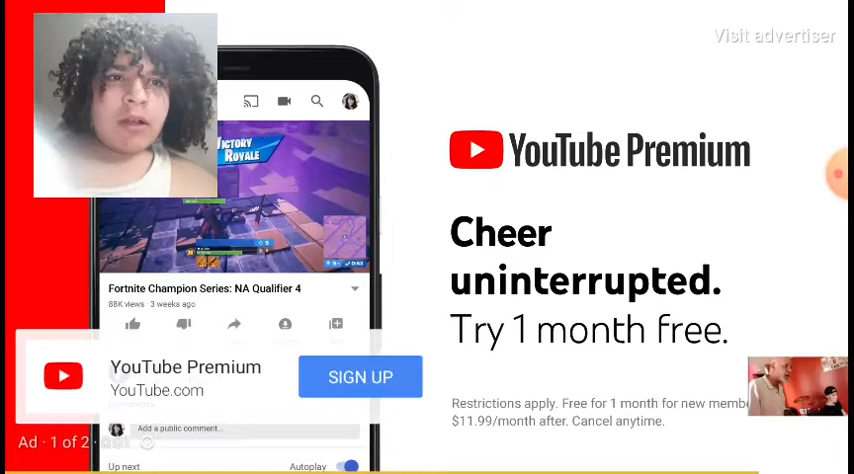 Visit advertiser
VICTORY
ROYALE
YouTube Premium
Cheer
uninterrupted.
Try 1 month free.
Fortnite Champion Series: NA Qualifier 4
88K views · 3 weeks ago
YouTube Premium
YouTube.com
SIGN UP
Restrictions apply. Free for 1 month for new
$11.99/month after. Cancel anytime.
Add a public comment...
Ad · 1 of 2 ·
Up next
Autoplay